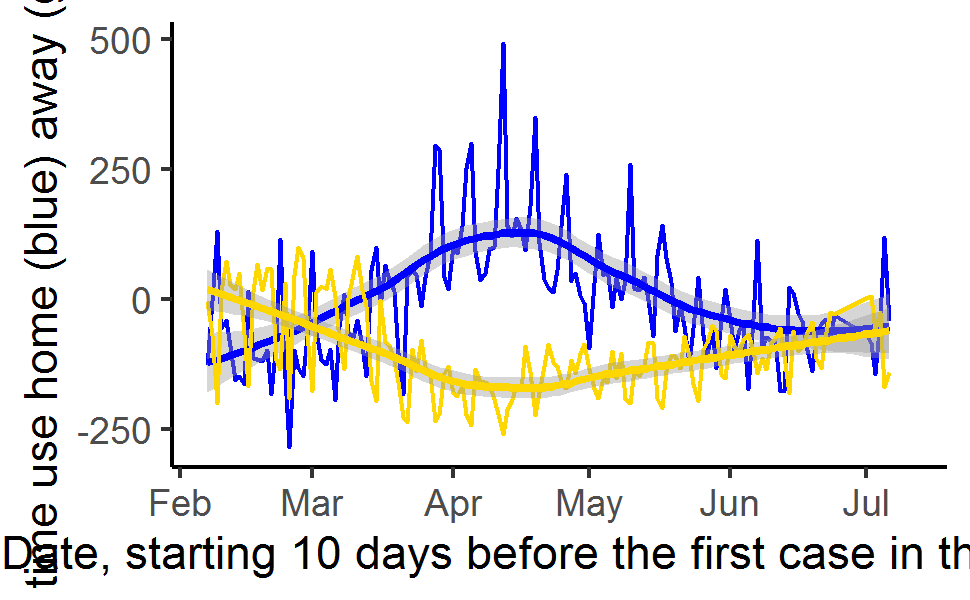 time use home (blue) away (
500
250
0
-250
Feb Mar Apr May Jun Jul
Date, starting 10 days before the first case in th